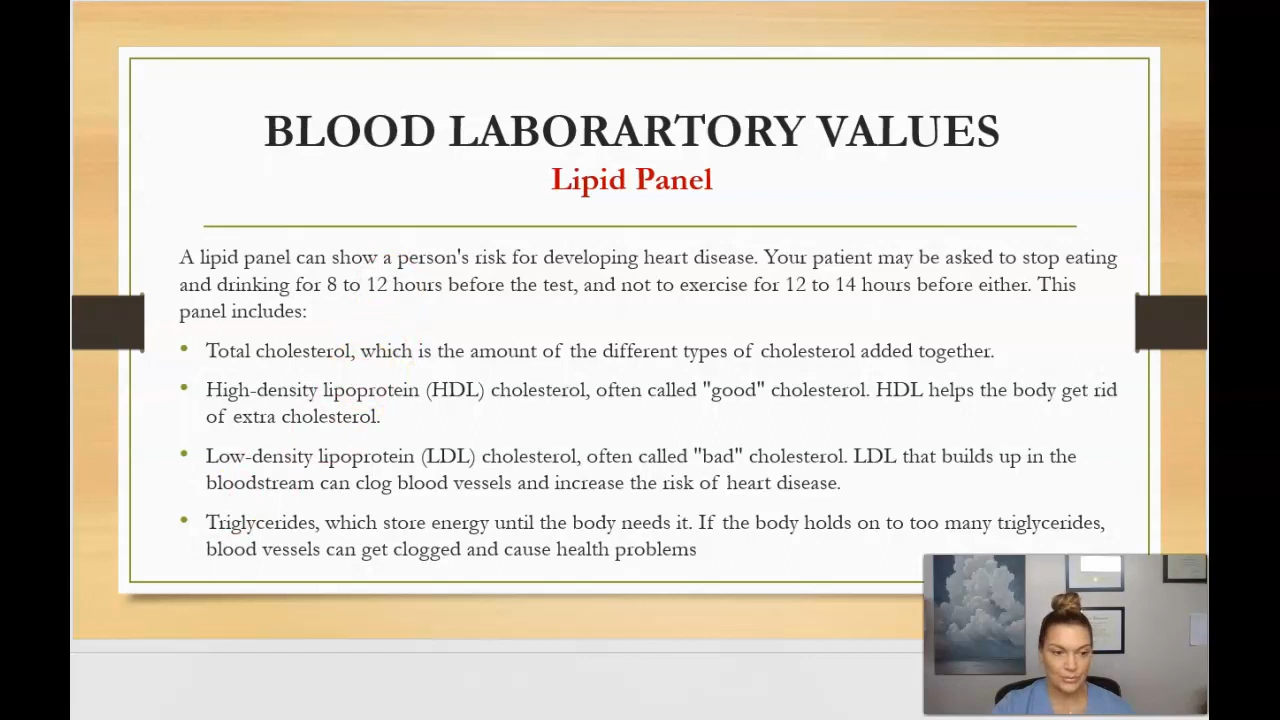 BLOOD LABORARTORY VALUES
Lipid Panel
A lipid panel can show a person's risk for developing heart disease. Your patient may be asked to stop eating
and drinking for 8 to 12 hours before the test, and not to exercise for 12 to 14 hours before either. This
panel includes:
• Total cholesterol, which is the amount of the different types of cholesterol added together.
• High-density lipoprotein (HDL) cholesterol, often called "good" cholesterol. HDL helps the body get rid
of extra cholesterol.
• Low-density lipoprotein (LDL) cholesterol, often called "bad" cholesterol. LDL that builds up in the
bloodstream can clog blood vessels and increase the risk of heart disease.
• Triglycerides, which store energy until the body needs it. If the body holds on to too many triglycerides,
blood vessels can get clogged and cause health problems